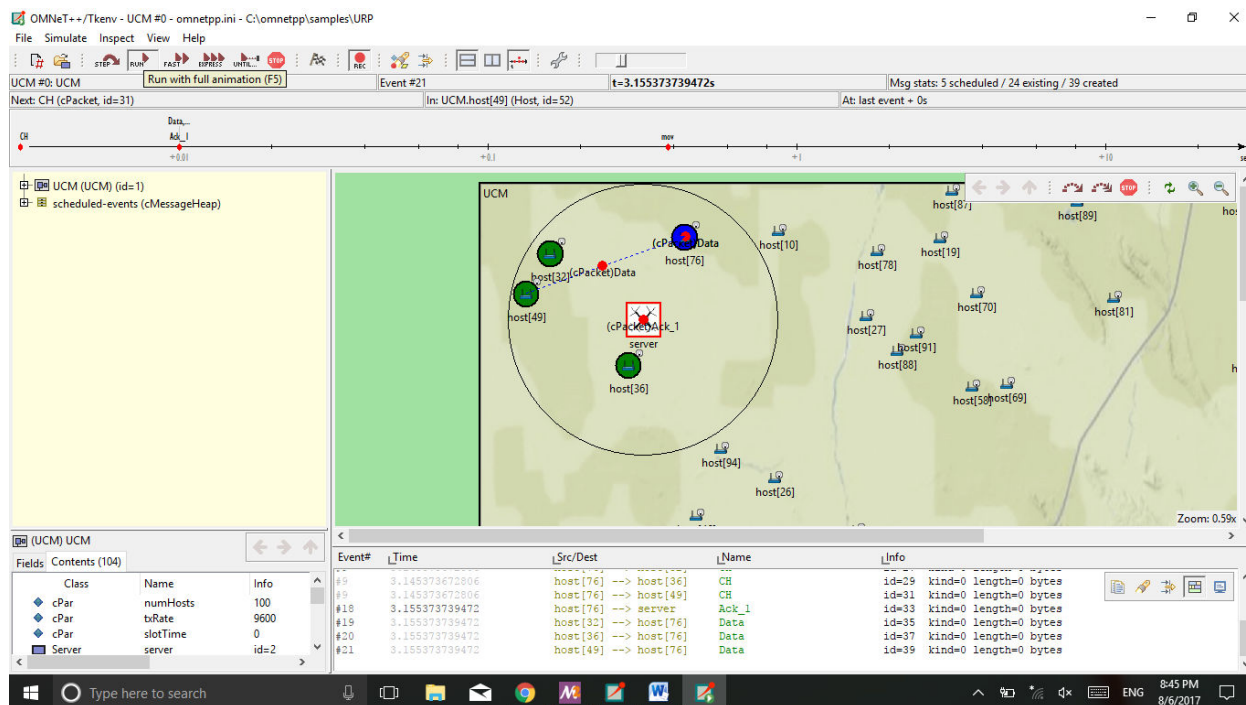 OMNeT++/Tkenv - UCM #0 - omnetpp.ini - C:\omnetpp\samples\URP
File Simulate Inspect View Help
STEP RUN FAST EXPRESS UNTIL... STOP REC
Run with full animation (F5)
UCM #0: UCM Event #21 t=3.155373739472s Msg stats: 5 scheduled / 24 existing / 39 created
Next: CH (cPacket, id=31) In: UCM.host[49] (Host, id=52) At: last event + 0s
Data,...
CH Ack_1 mov
+0.01 +0.1 +1 +10 se
UCM (UCM) (id=1)
scheduled-events (cMessageHeap)
UCM
STOP
host[87]
host[89]
ho
(cPa Data
host[10]
host[19]
host[76]
host[78]
host[32] (cPacket)Data
host[70]
host[81]
host[49]
(cPacket)Ack_1
host[27]
server
host[91]
host[88]
host[36]
host[58]
host[69]
host[94]
host[26]
Zoom: 0.59x
(UCM) UCM
Fields Contents (104)
Class Name Info
cPar numHosts 100
cPar txRate 9600
cPar slotTime 0
Server server id=2
Event# Time Src/Dest Name Info
#9 3.145373672806 host[76] --> host[36] CH id=29 kind=0 length=0 bytes
#9 3.145373672806 host[76] --> host[49] CH id=31 kind=0 length=0 bytes
#18 3.155373739472 host[76] --> server Ack_1 id=33 kind=0 length=0 bytes
#19 3.155373739472 host[32] --> host[76] Data id=35 kind=0 length=0 bytes
#20 3.155373739472 host[36] --> host[76] Data id=37 kind=0 length=0 bytes
#21 3.155373739472 host[49] --> host[76] Data id=39 kind=0 length=0 bytes
Type here to search
ENG
8:45 PM
8/6/2017